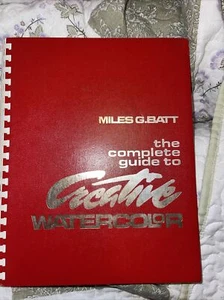 MILES G.BATT
the
complete
guide to
Creative
WATERCOLOR